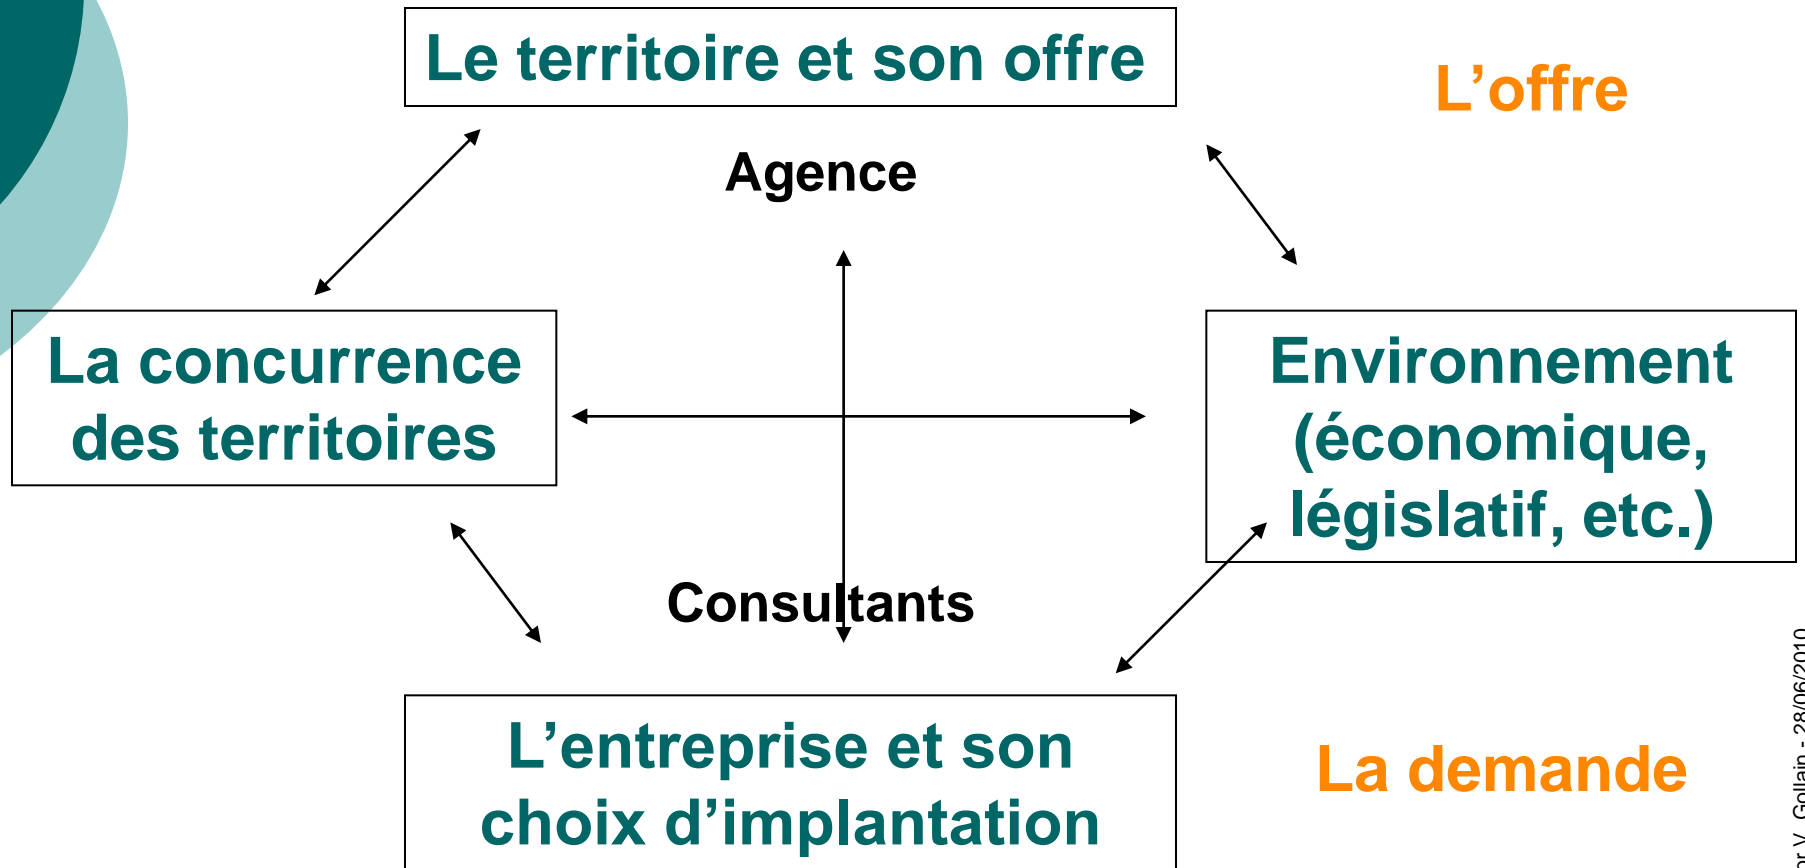 Le territoire et son offre
L’offre
Agence
La concurrence
des territoires
Environnement
(économique,
législatif, etc.)
Consultants
L’entreprise et son
choix d’implantation
La demande
V. Gollain - 28/06/2010